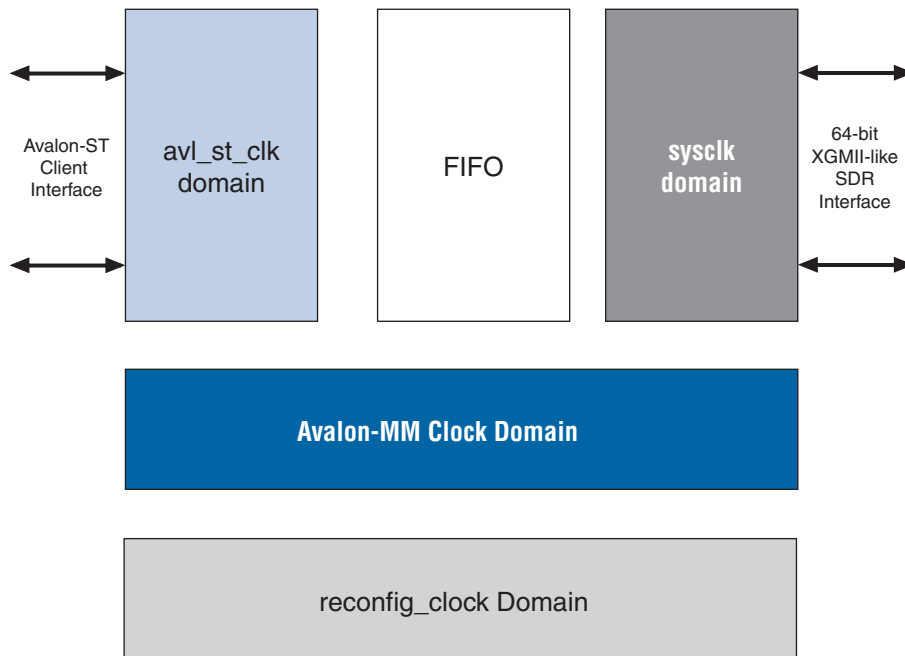 Avalon-ST
Client
Interface
avl_st_clk
domain
FIFO
sysclk
domain
64-bit
XGMII-like
SDR
Interface
Avalon-MM Clock Domain
reconfig_clock Domain